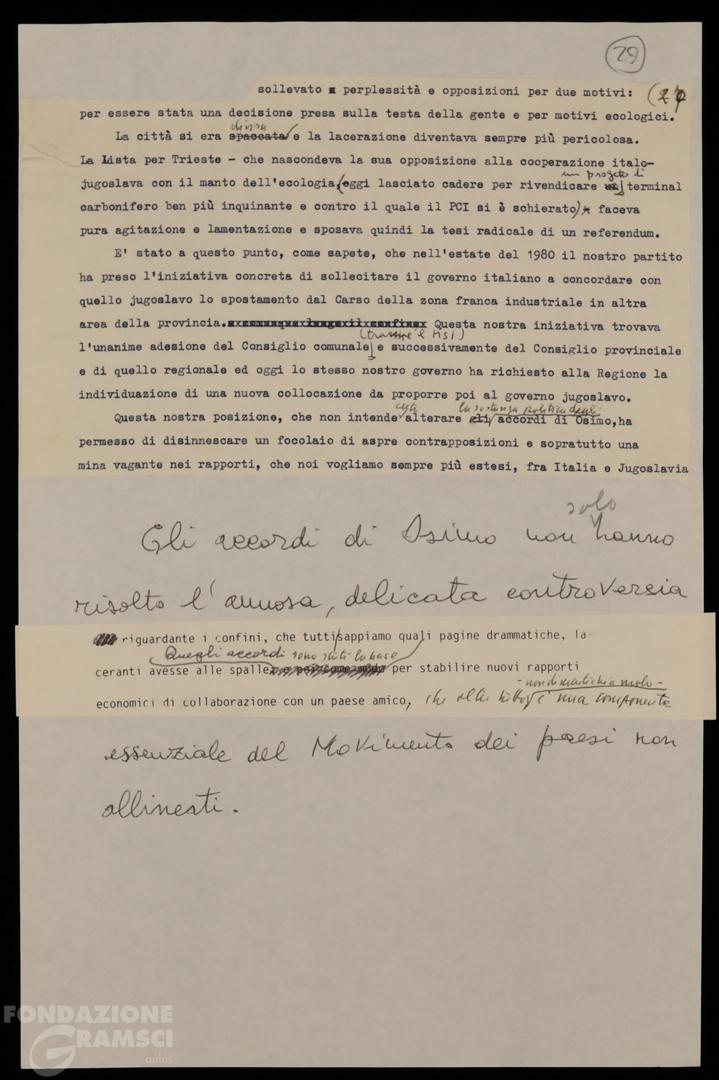 29
sollevato x perplessità e opposizioni per due motivi:
per essere stata una decisione presa sulla testa della gente e per motivi ecologici.
divisa
La città si era spaccata e la lacerazione diventava sempre più pericolosa.
La Lista per Trieste - che nascondeva la sua opposizione alla cooperazione italo-
un progetto di
jugoslava con il manto dell'ecologia,(oggi lasciato cadere per rivendicare un terminal
carbonifero ben più inquinante e contro il quale il PCI si è schierato) faceva
pura agitazione e lamentazione e sposava quindi la tesi radicale di un referendum.
E' stato a questo punto, come sapete, che nell'estate del 1980 il nostro partito
ha preso l'iniziativa concreta di sollecitare il governo italiano a concordare con
quello jugoslavo lo spostamento dal Carso della zona franca industriale in altra
area della provincia. Questa nostra iniziativa trovava
(tranne il MSI)
l'unanime adesione del Consiglio comunale e successivamente del Consiglio provinciale
e di quello regionale ed oggi lo stesso nostro governo ha richiesto alla Regione la
individuazione di una nuova collocazione da proporre poi al governo jugoslavo.
la sostanza politica degli
Questa nostra posizione, che non intende alterare gli accordi di Osimo,ha
permesso di disinnescare un focolaio di aspre contrapposizioni e sopratutto una
mina vagante nei rapporti, che noi vogliamo sempre più estesi, fra Italia e Jugoslavia
solo
Gli accordi di Osimo non hanno
risolto l'annosa, delicata controversia
riguardante i confini, che tutti sappiamo quali pagine drammatiche, la-
Quegli accordi sono stati la base
ceranti avesse alle spalle per stabilire nuovi rapporti
- non dimentichiamolo -
economici di collaborazione con un paese amico, che oltre tutto è una componente
essenziale del Movimento dei paesi non
allineati.
FONDAZIONE
GRAMSCI
onlus